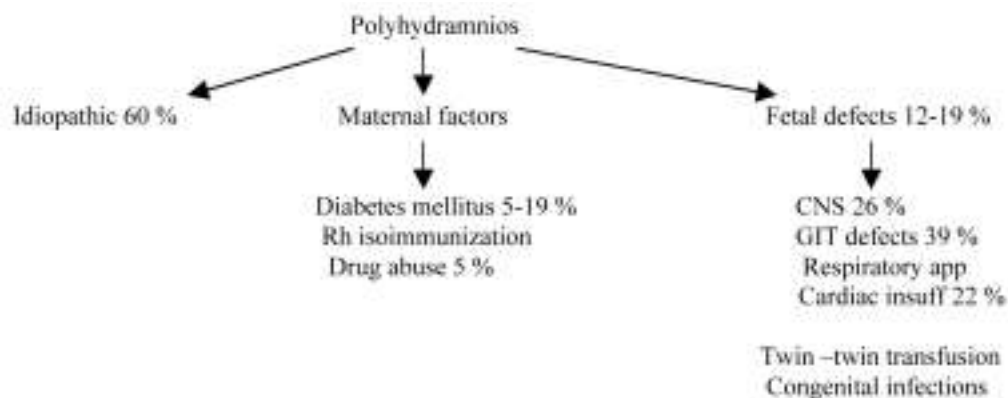 Polyhydramnios
Idiopathic 60 %
Maternal factors
Fetal defects 12-19 %
Diabetes mellitus 5-19 %
Rh isoimmunization
Drug abuse 5 %
CNS 26 %
GIT defects 39 %
Respiratory app
Cardiac insuff 22 %
Twin –twin transfusion
Congenital infections